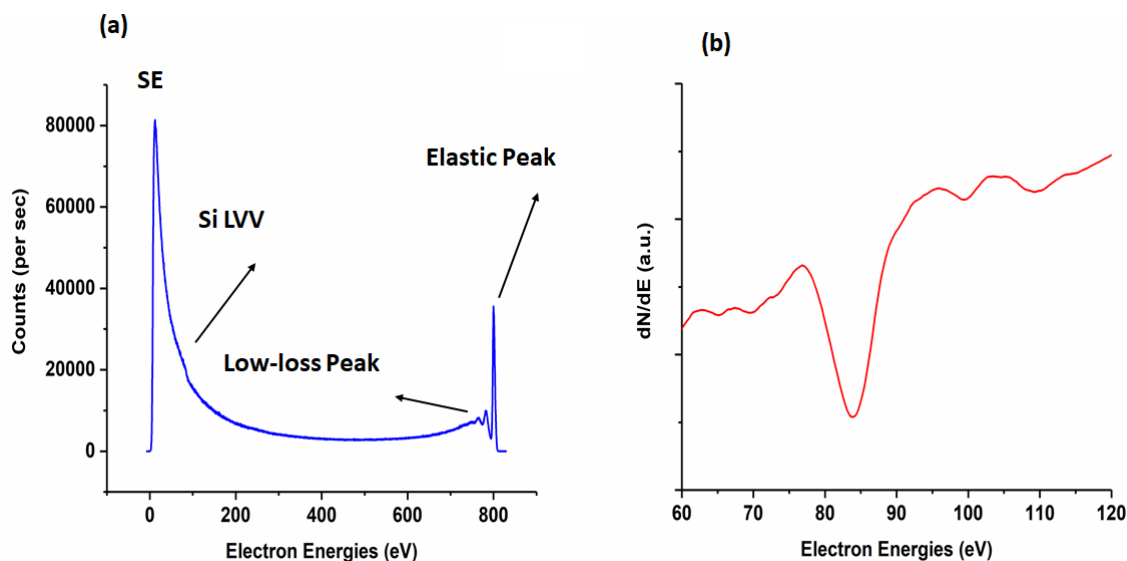 (a)
SE
Elastic Peak
Si LVV
Low-loss Peak
80000
60000
40000
20000
0
Counts (per sec)
0 200 400 600 800
Electron Energies (eV)
(b)
dN/dE (a.u.)
60 70 80 90 100 110 120
Electron Energies (eV)